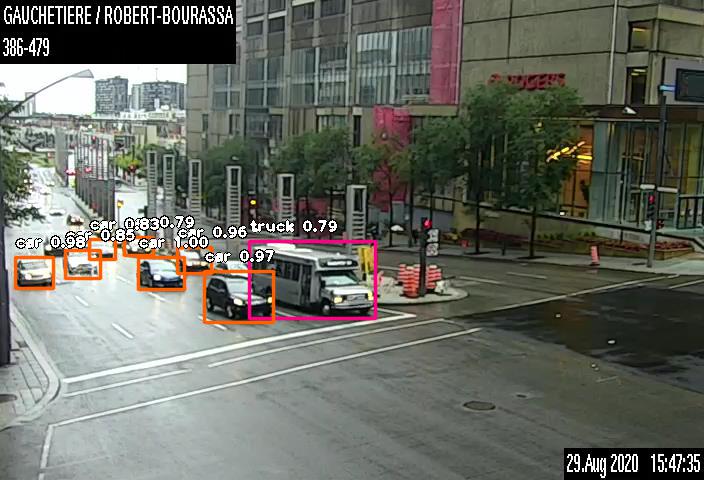 GAUCHETIERE / ROBERT-BOURASSA
386-479
ROGERS
car 0.83
0.79
car 0.96
truck 0.79
car 0.98
car 0.85
car 1.00
car 0.97
29.Aug 2020 15:47:35